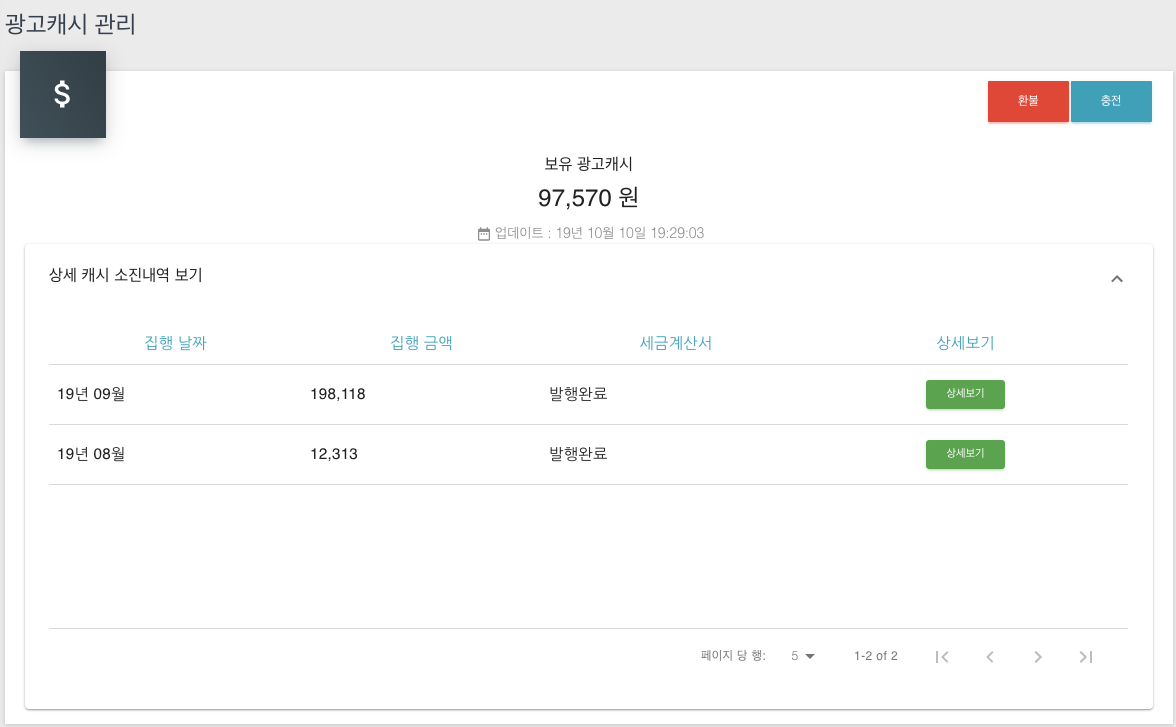 광고캐시 관리
$
환불 충전
보유 광고캐시
97,570 원
업데이트 : 19년 10월 10일 19:29:03
상세 캐시 소진내역 보기
집행 날짜 집행 금액 세금계산서 상세보기
19년 09월 198,118 발행완료 상세보기
19년 08월 12,313 발행완료 상세보기
페이지 당 행: 5 1-2 of 2